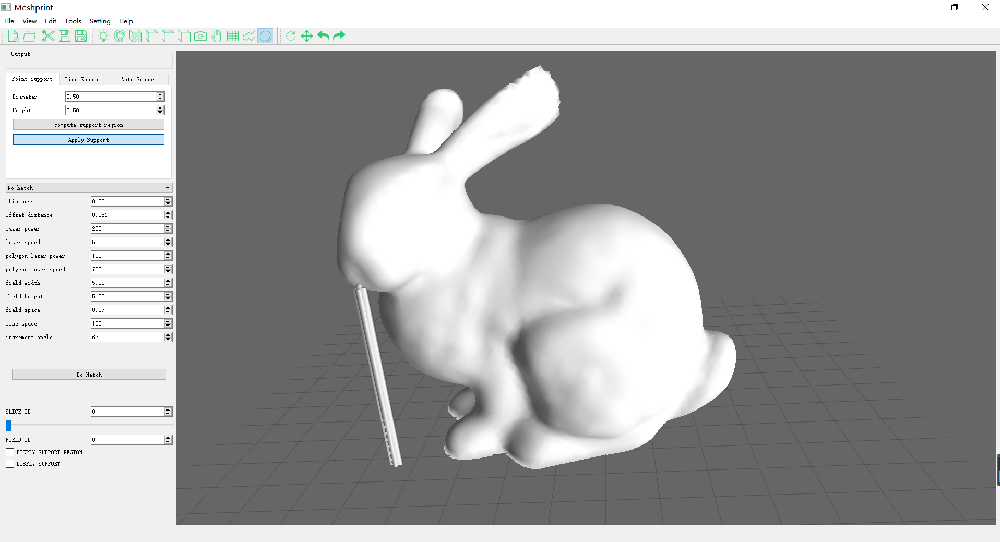 Meshprint
File View Edit Tools Setting Help
Output
Point Support Line Support Auto Support
Diameter 0.50
Height 0.50
compute support region
Apply Support
No hatch
thickness 0.03
Offset distance 0.051
laser power 200
laser speed 500
polygon laser power 100
polygon laser speed 700
field width 5.00
field height 5.00
field space 0.09
line space 150
increment angle 67
Do Hatch
SLICE ID 0
FIELD ID 0
DISPLY SUPPORT REGION
DISPLY SUPPORT